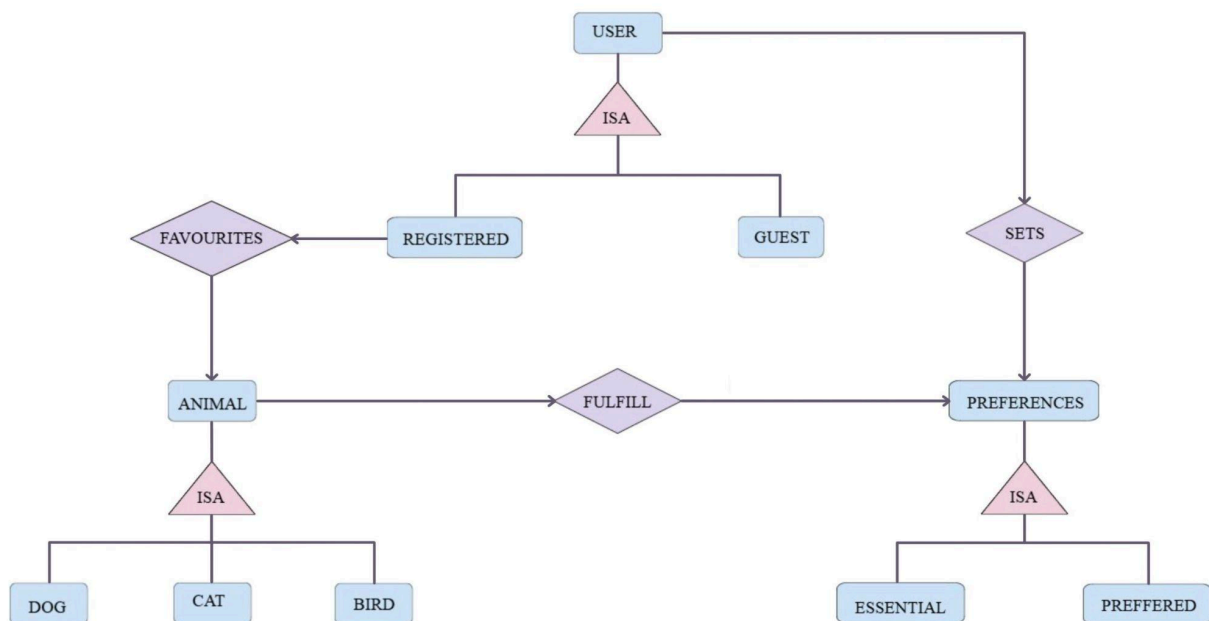 USER
ISA
FAVOURITES
REGISTERED
GUEST
SETS
ANIMAL
FULFILL
PREFERENCES
ISA
ISA
DOG
CAT
BIRD
ESSENTIAL
PREFFERED